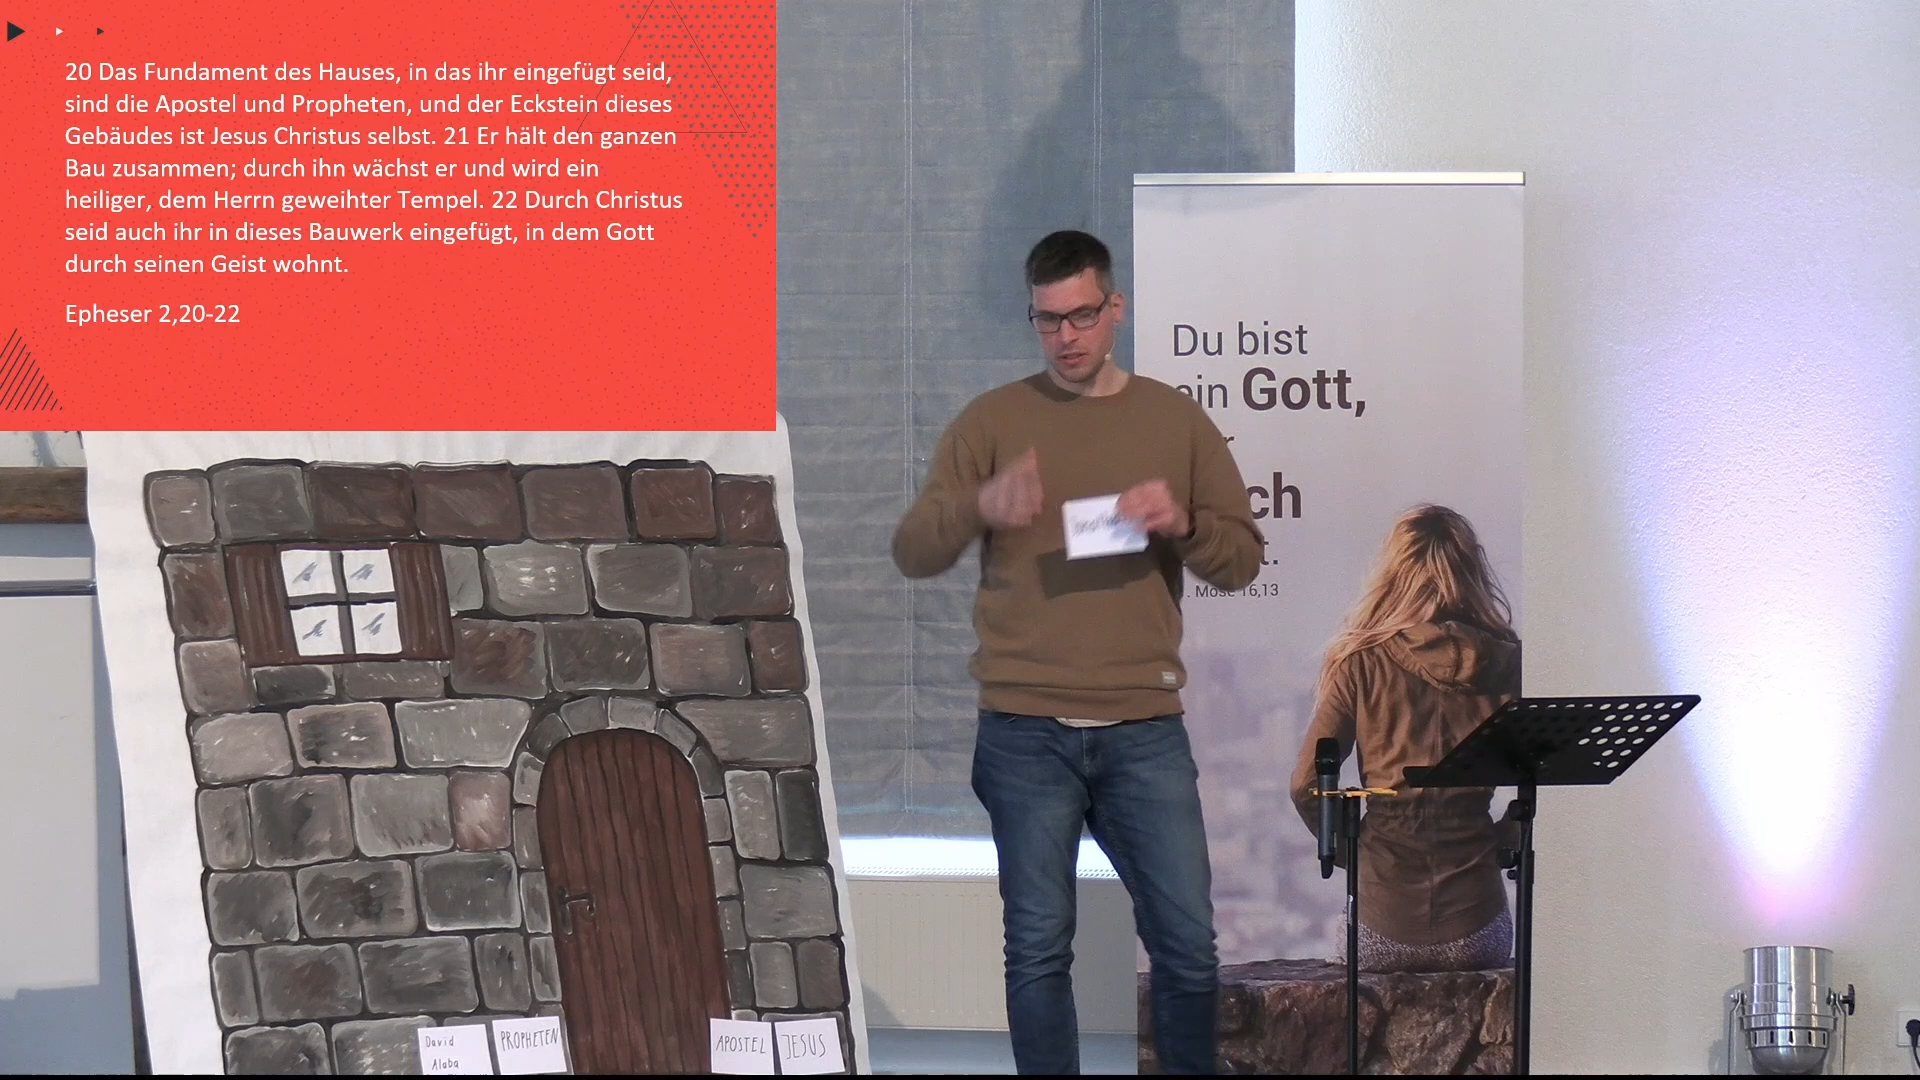 20 Das Fundament des Hauses, in das ihr eingefügt seid,
sind die Apostel und Propheten, und der Eckstein dieses
Gebäudes ist Jesus Christus selbst. 21 Er hält den ganzen
Bau zusammen; durch ihn wächst er und wird ein
heiliger, dem Herrn geweihter Tempel. 22 Durch Christus
seid auch ihr in dieses Bauwerk eingefügt, in dem Gott
durch seinen Geist wohnt.
Epheser 2,20-22
Du bist
ein Gott,
. Mose 16,13
David
Alaba
PROPHETEN
APOSTEL
JESUS